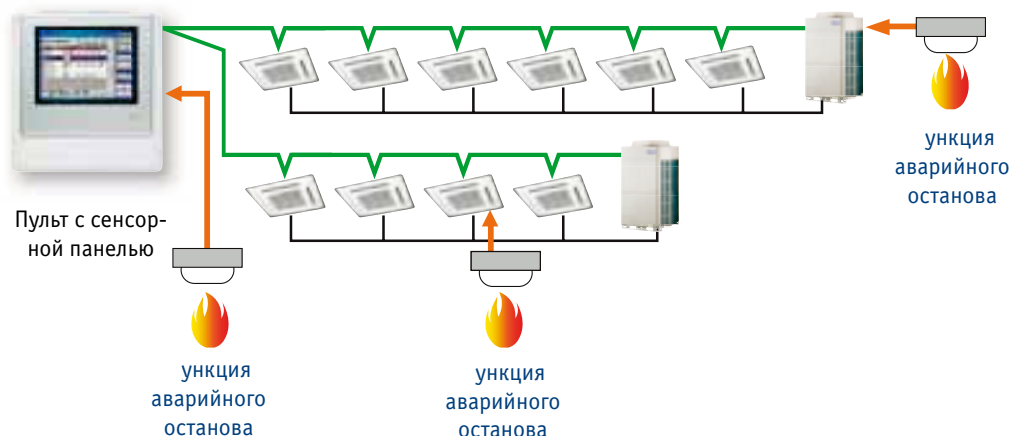 ункция
аварийного
останова
Пульт с сенсор-
ной панелью
ункция
аварийного
останова
ункция
аварийного
останова